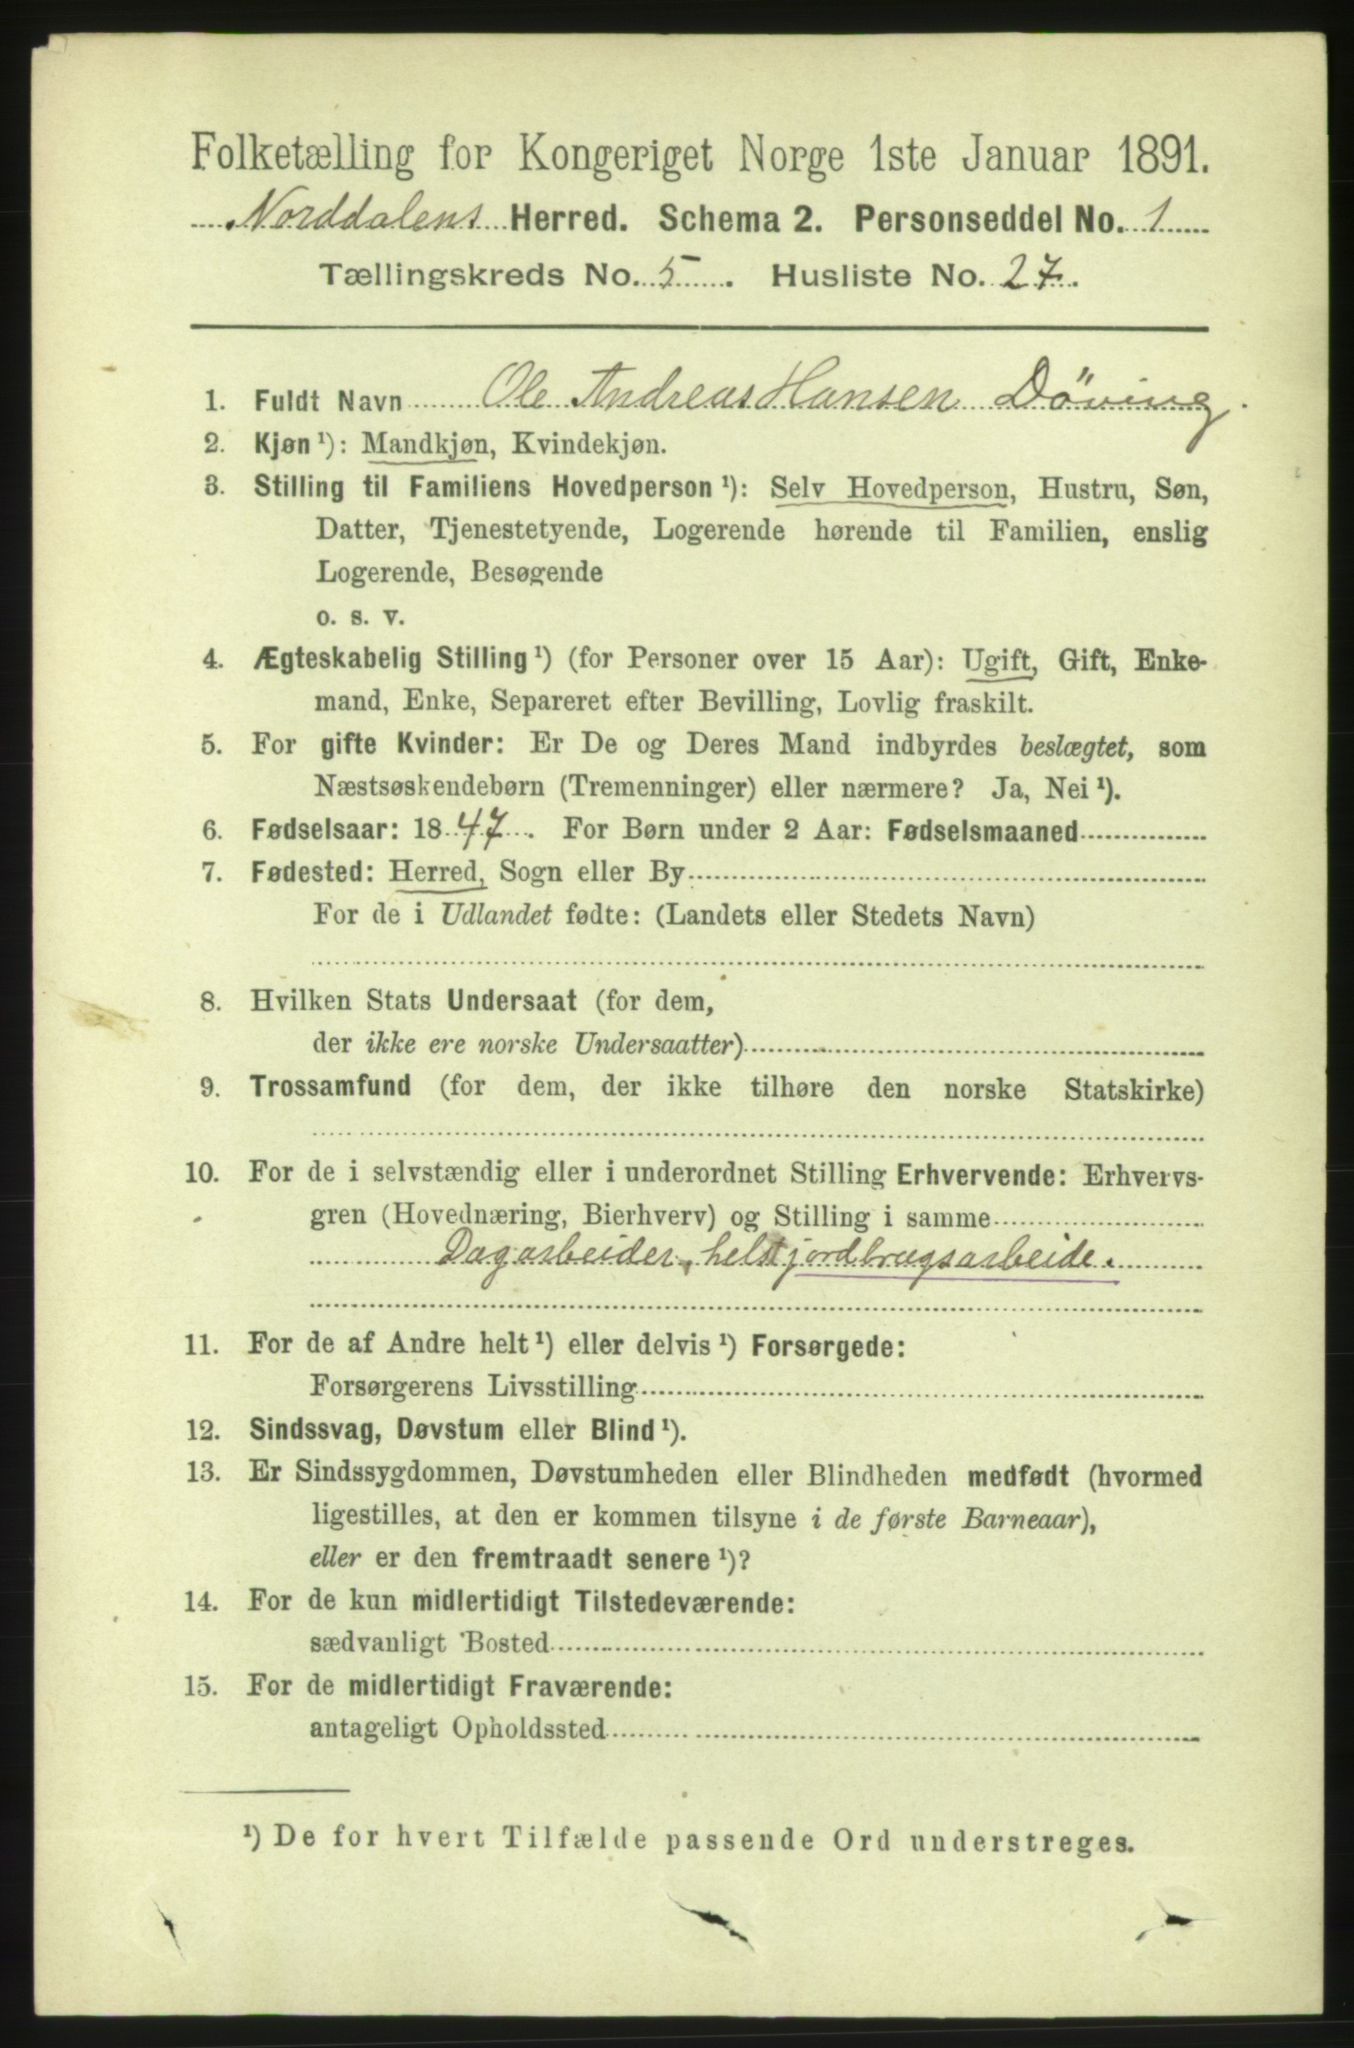 Folketælling for Kongeriget Norge 1ste Januar 1891.
Norddalens Herred. Schema 2. Personseddel No. 1
Tællingskreds No. 5. Husliste No. 27.
1. Fuldt Navn Ole Andreas Hansen Döving.
2. Kjøn ¹): Mandkjøn, Kvindekjøn.
3. Stilling til Familiens Hovedperson ¹): Selv Hovedperson, Hustru, Søn,
Datter, Tjenestetyende, Logerende hørende til Familien, enslig
Logerende, Besøgende
o. s. v.
4. Ægteskabelig Stilling ¹) (for Personer over 15 Aar): Ugift, Gift, Enke-
mand, Enke, Separeret efter Bevilling, Lovlig fraskilt.
5. For gifte Kvinder: Er De og Deres Mand indbyrdes beslægtet, som
Næstsøskendebørn (Tremenninger) eller nærmere? Ja, Nei ¹).
6. Fødselsaar: 1847. For Børn under 2 Aar: Fødselsmaaned
7. Fødested: Herred, Sogn eller By
For de i Udlandet fødte: (Landets eller Stedets Navn)
8. Hvilken Stats Undersaat (for dem,
der ikke ere norske Undersaatter)
9. Trossamfund (for dem, der ikke tilhøre den norske Statskirke)
10. For de i selvstændig eller i underordnet Stilling Erhvervende: Erhvervs-
gren (Hovednæring, Bierhverv) og Stilling i samme
Dagarbeider, helst jordbrugsarbeide.
11. For de af Andre helt ¹) eller delvis ¹) Forsørgede:
Forsørgerens Livsstilling
12. Sindssvag, Døvstum eller Blind ¹).
13. Er Sindssygdommen, Døvstumheden eller Blindheden medfødt (hvormed
ligestilles, at den er kommen tilsyne i de første Barneaar),
eller er den fremtraadt senere ¹)?
14. For de kun midlertidigt Tilstedeværende:
sædvanligt Bosted
15. For de midlertidigt Fraværende:
antageligt Opholdssted
¹) De for hvert Tilfælde passende Ord understreges.